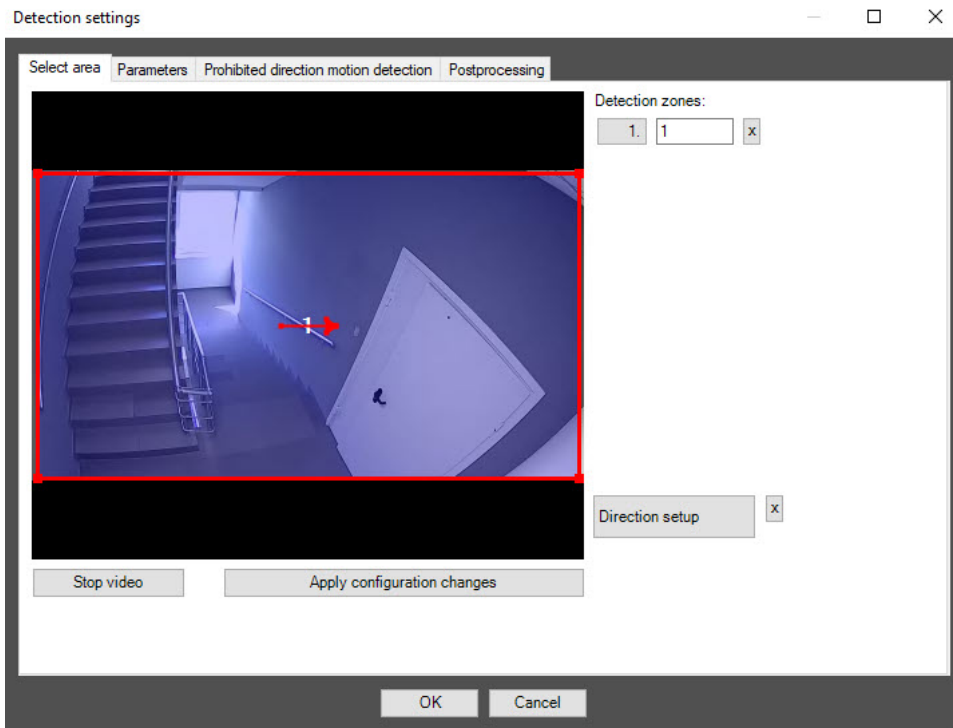 Detection settings
Select area Parameters Prohibited direction motion detection Postprocessing
Detection zones:
1. 1 x
1
Direction setup x
Stop video Apply configuration changes
OK Cancel